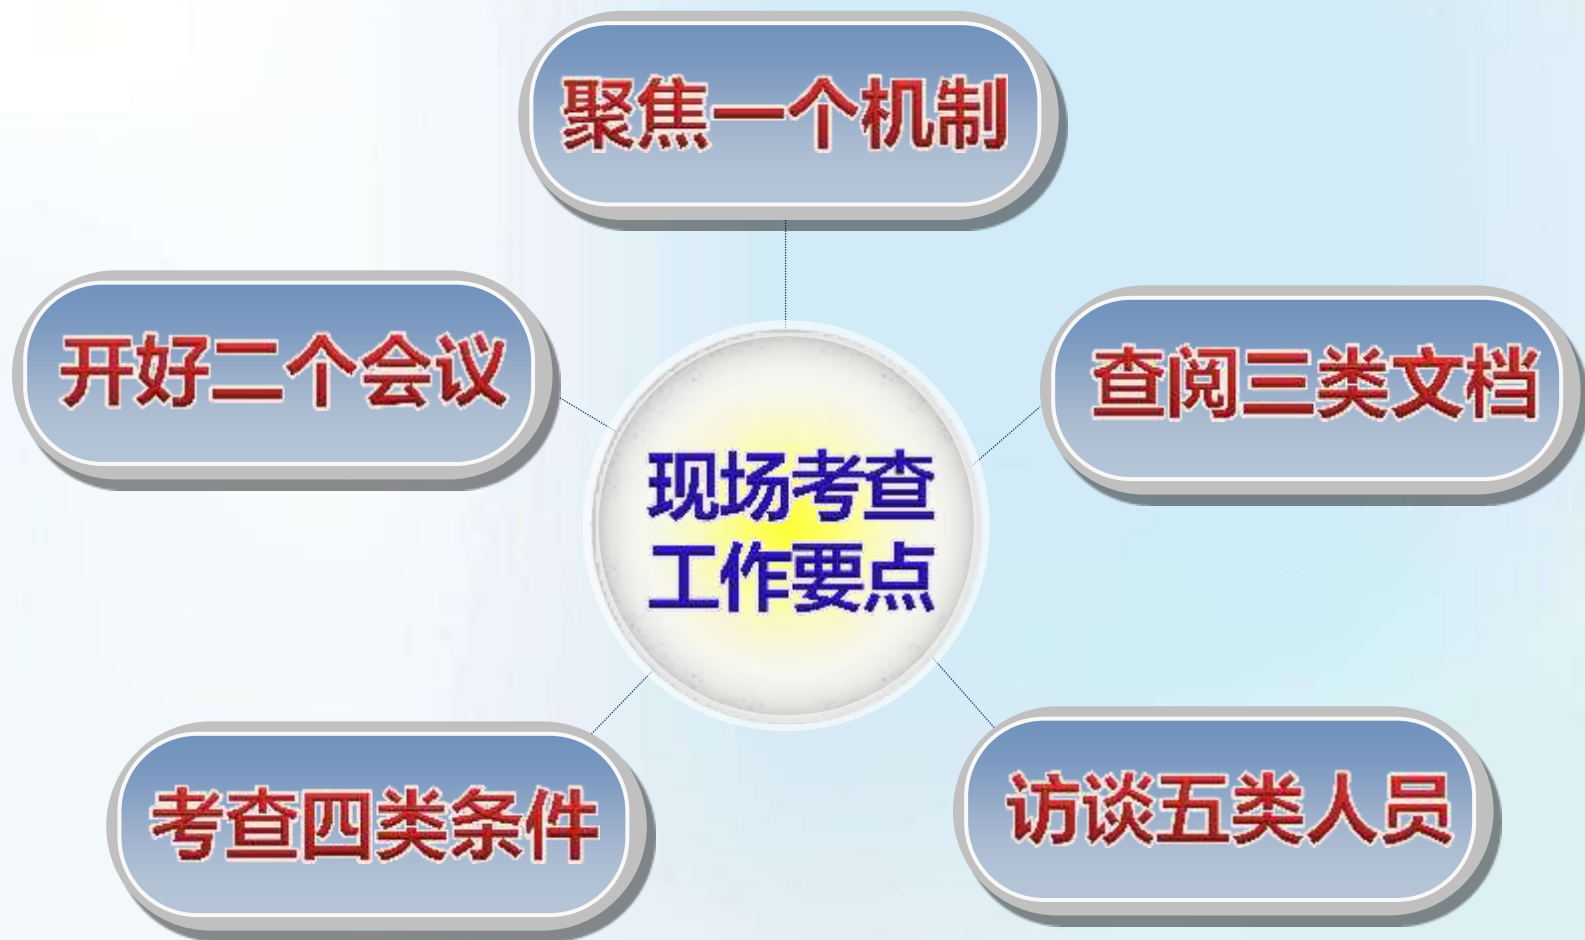 聚焦一个机制
开好二个会议
查阅三类文档
现场考查
工作要点
考查四类条件
访谈五类人员